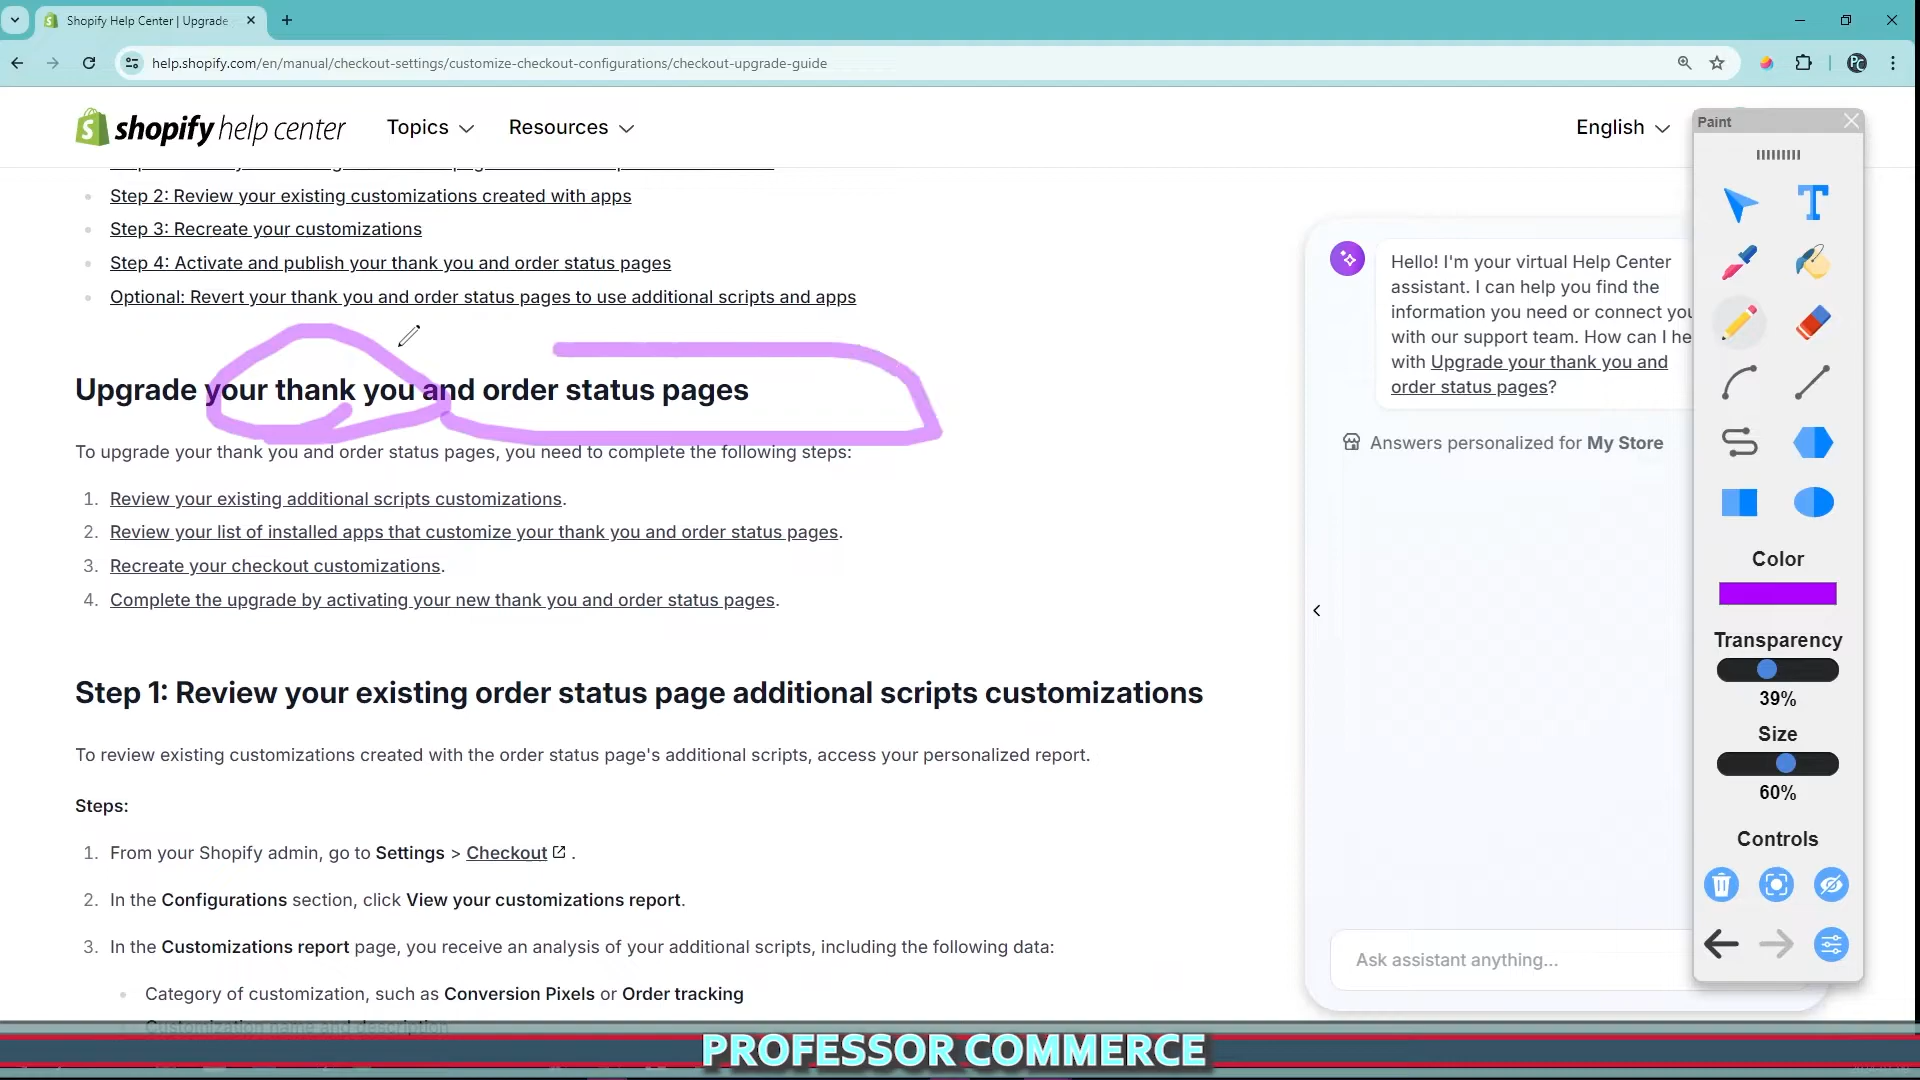 Shopify Help Center | Upgrade
help.shopify.com/en/manual/checkout-settings/customize-checkout-configurations/checkout-upgrade-guide
PC
shopify help center
Topics
Resources
English
Step 2: Review your existing customizations created with apps
Step 3: Recreate your customizations
Step 4: Activate and publish your thank you and order status pages
Optional: Revert your thank you and order status pages to use additional scripts and apps
Upgrade your thank you and order status pages
To upgrade your thank you and order status pages, you need to complete the following steps:
1. Review your existing additional scripts customizations.
2. Review your list of installed apps that customize your thank you and order status pages.
3. Recreate your checkout customizations.
4. Complete the upgrade by activating your new thank you and order status pages.
Step 1: Review your existing order status page additional scripts customizations
To review existing customizations created with the order status page's additional scripts, access your personalized report.
Steps:
1. From your Shopify admin, go to Settings > Checkout .
2. In the Configurations section, click View your customizations report.
3. In the Customizations report page, you receive an analysis of your additional scripts, including the following data:
Category of customization, such as Conversion Pixels or Order tracking
Customization name and description
Hello! I'm your virtual Help Center
assistant. I can help you find the
information you need or connect you
with our support team. How can I he
with Upgrade your thank you and
order status pages?
Answers personalized for My Store
Ask assistant anything...
Paint
T
Color
Transparency
39%
Size
60%
Controls
PROFESSOR COMMERCE